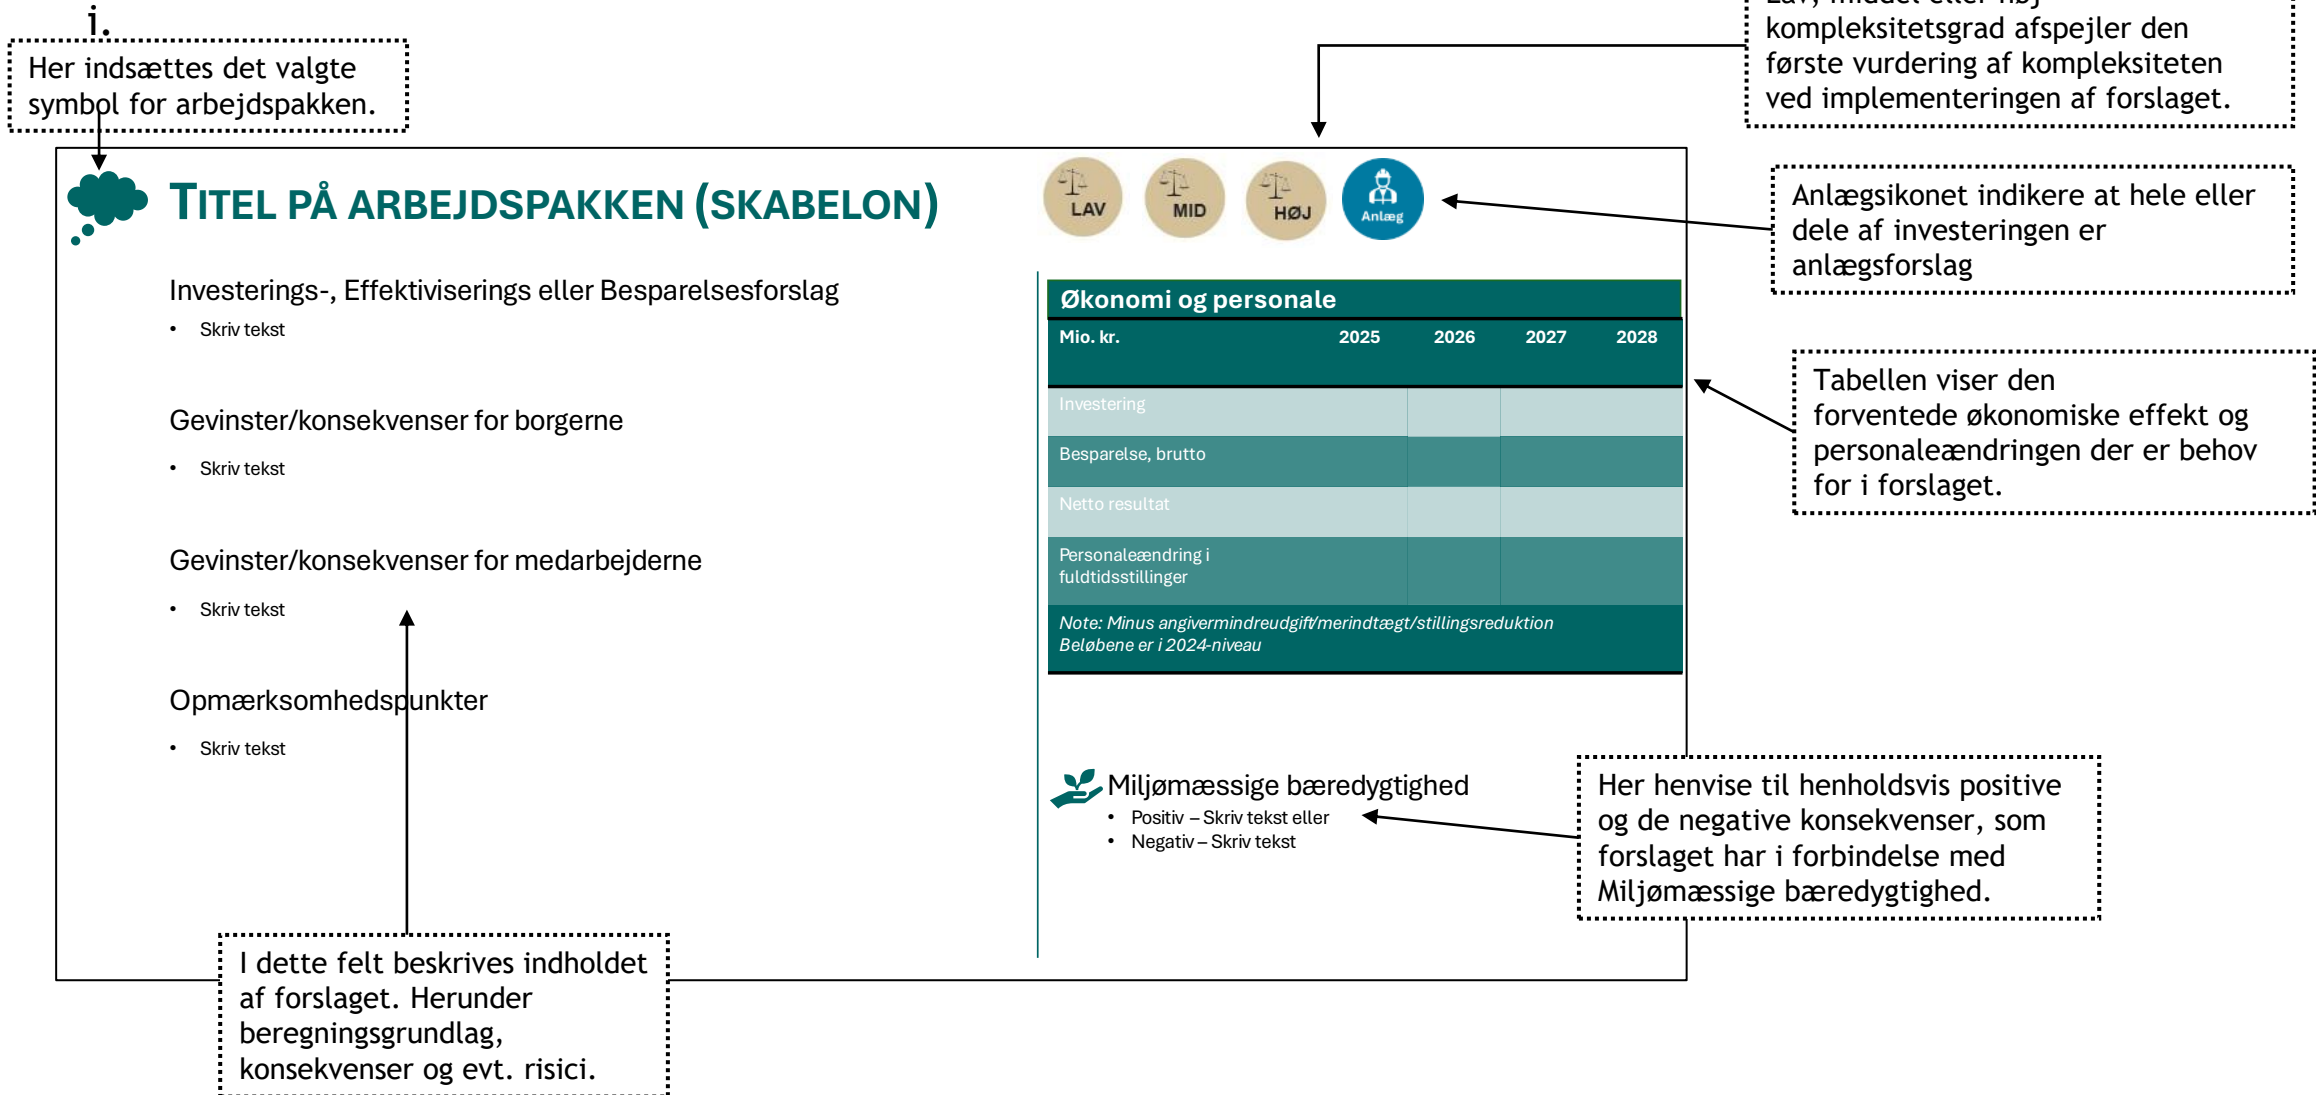 i.
Her indsættes det valgte
symbol for arbejdspakken.
Lav, middel eller høj
kompleksitetsgrad afspejler den
første vurdering af kompleksiteten
ved implementeringen af forslaget.
TITEL PÅ ARBEJDSPAKKEN (SKABELON)
LAV
MID
HØJ
Anlæg
Anlægsikonet indikere at hele eller
dele af investeringen er
anlægsforslag
Investerings-, Effektiviserings eller Besparelsesforslag
• Skriv tekst
Gevinster/konsekvenser for borgerne
• Skriv tekst
Gevinster/konsekvenser for medarbejderne
• Skriv tekst
Opmærksomhedspunkter
• Skriv tekst
I dette felt beskrives indholdet
af forslaget. Herunder
beregningsgrundlag,
konsekvenser og evt. risici.
Økonomi og personale
Mio. kr. 2025 2026 2027 2028
Investering
Besparelse, brutto
Netto resultat
Personaleændring i
fuldtidsstillinger
Note: Minus angivermindreudgift/merindtægt/stillingsreduktion
Beløbene er i 2024-niveau
Tabellen viser den
forventede økonomiske effekt og
personaleændringen der er behov
for i forslaget.
Miljømæssige bæredygtighed
• Positiv – Skriv tekst eller
• Negativ – Skriv tekst
Her henvise til henholdsvis positive
og de negative konsekvenser, som
forslaget har i forbindelse med
Miljømæssige bæredygtighed.